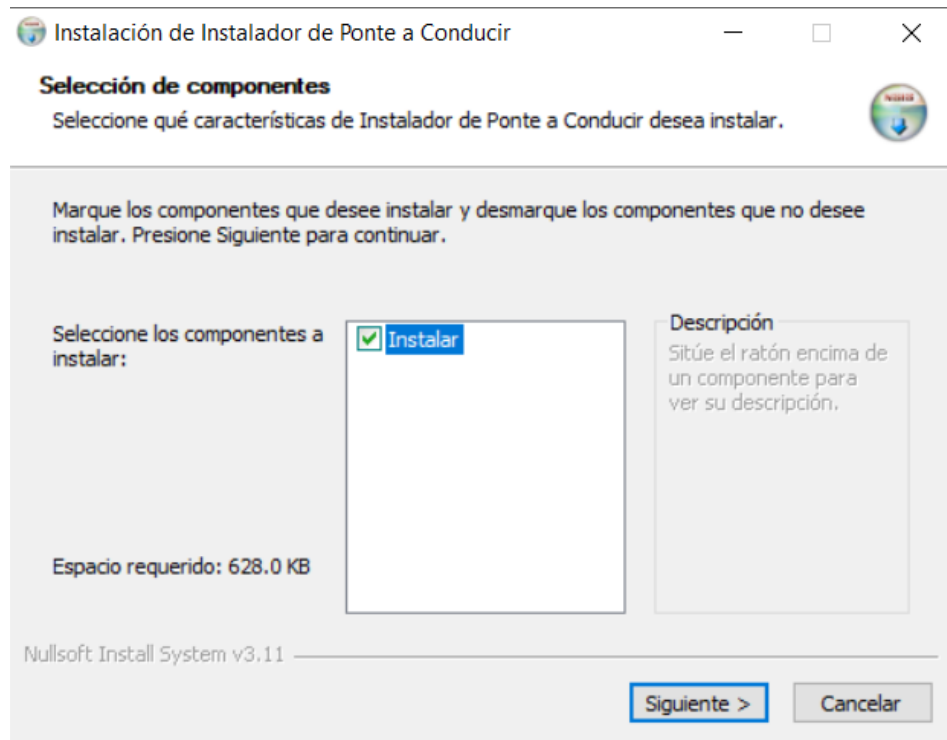 Instalación de Instalador de Ponte a Conducir
Selección de componentes
Seleccione qué características de Instalador de Ponte a Conducir desea instalar.
Marque los componentes que desee instalar y desmarque los componentes que no desee
instalar. Presione Siguiente para continuar.
Seleccione los componentes a
instalar:
Instalar
Descripción
Sitúe el ratón encima de
un componente para
ver su descripción.
Espacio requerido: 628.0 KB
Nullsoft Install System v3.11
Siguiente >
Cancelar